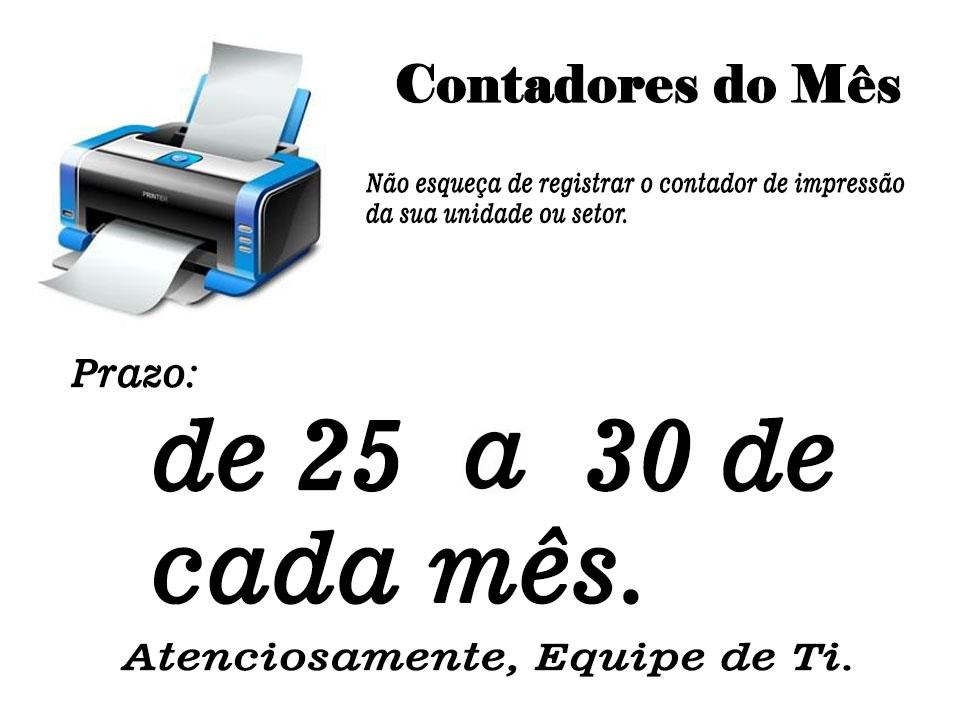 Contadores do Mês
PRINTER
Não esqueça de registrar o contador de impressão
da sua unidade ou setor.
Prazo:
de 25 a 30 de
cada mês.
Atenciosamente, Equipe de Ti.